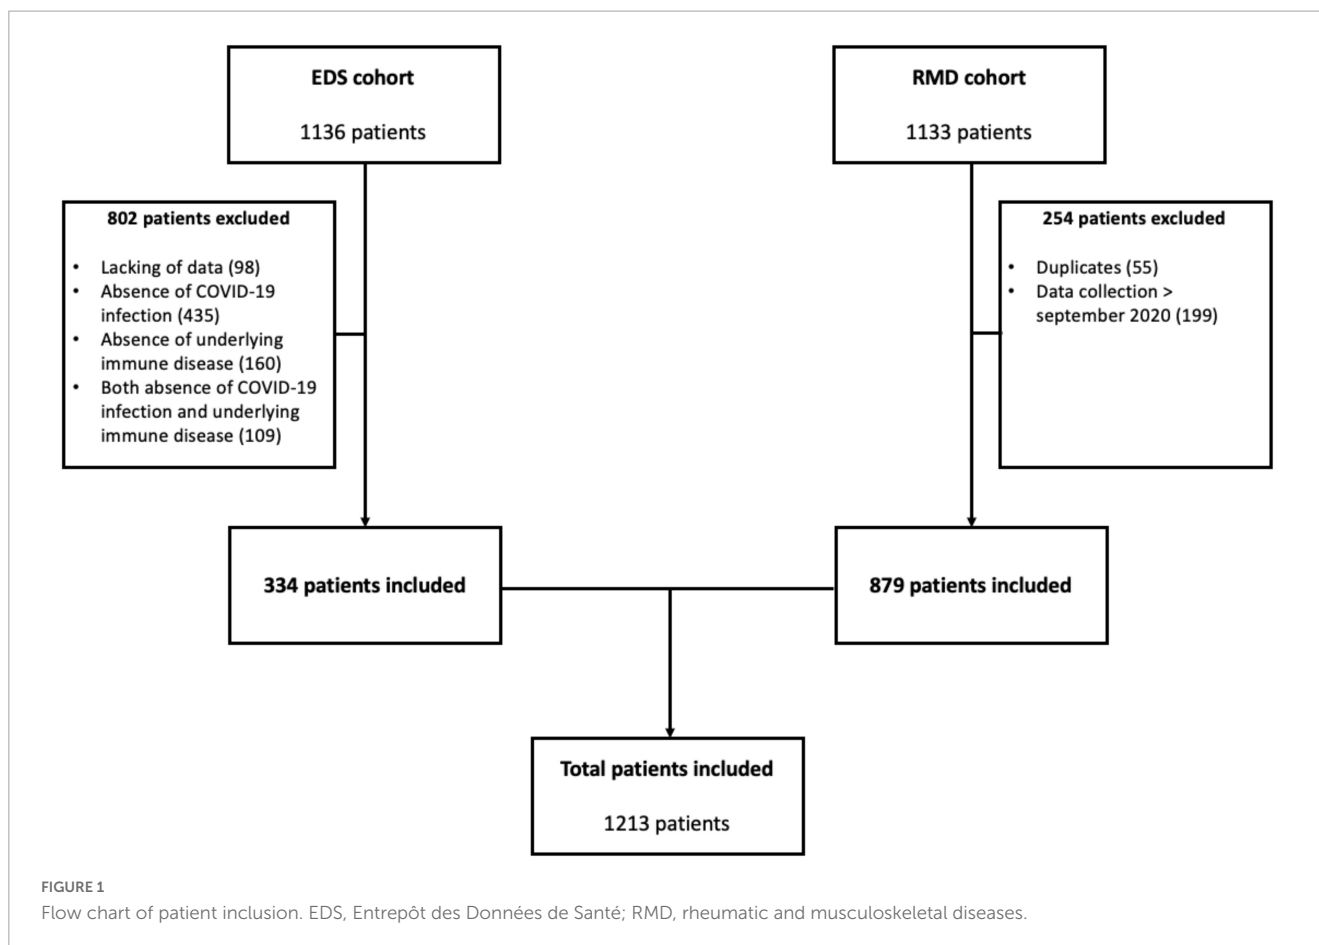 EDS cohort
1136 patients
RMD cohort
1133 patients
802 patients excluded
• Lacking of data (98)
• Absence of COVID-19
infection (435)
• Absence of underlying
immune disease (160)
• Both absence of COVID-19
infection and underlying
immune disease (109)
254 patients excluded
• Duplicates (55)
• Data collection >
september 2020 (199)
334 patients included
879 patients included
Total patients included
1213 patients
FIGURE 1
Flow chart of patient inclusion. EDS, Entrepôt des Données de Santé; RMD, rheumatic and musculoskeletal diseases.